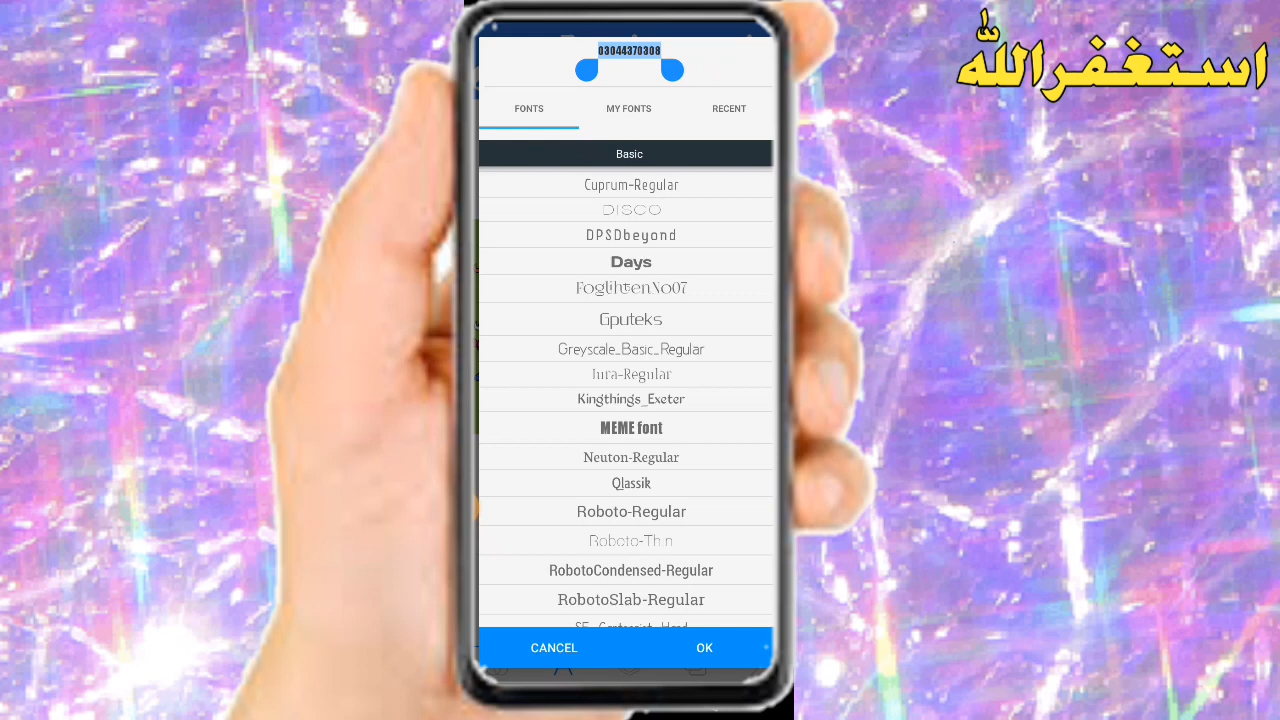 استغفرالله
03044370308
FONTS MY FONTS RECENT
Basic
Cuprum-Regular
DISCO
DPSDbeyond
Days
FoglihtenNo07
Gputeks
Greyscale_Basic_Regular
Jura-Regular
Kingthings_Exeter
MEME font
Neuton-Regular
Qlassik
Roboto-Regular
Roboto-Thin
RobotoCondensed-Regular
RobotoSlab-Regular
CANCEL OK